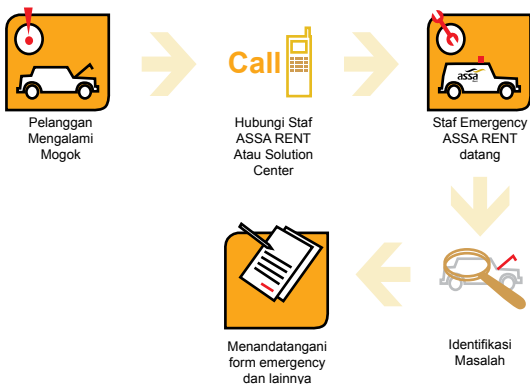 Call
Pelanggan
Mengalami
Mogok
Hubungi Staf
ASSA RENT
Atau Solution
Center
assa
Staf Emergency
ASSA RENT
datang
Identifikasi
Masalah
Menandatangani
form emergency
dan lainnya